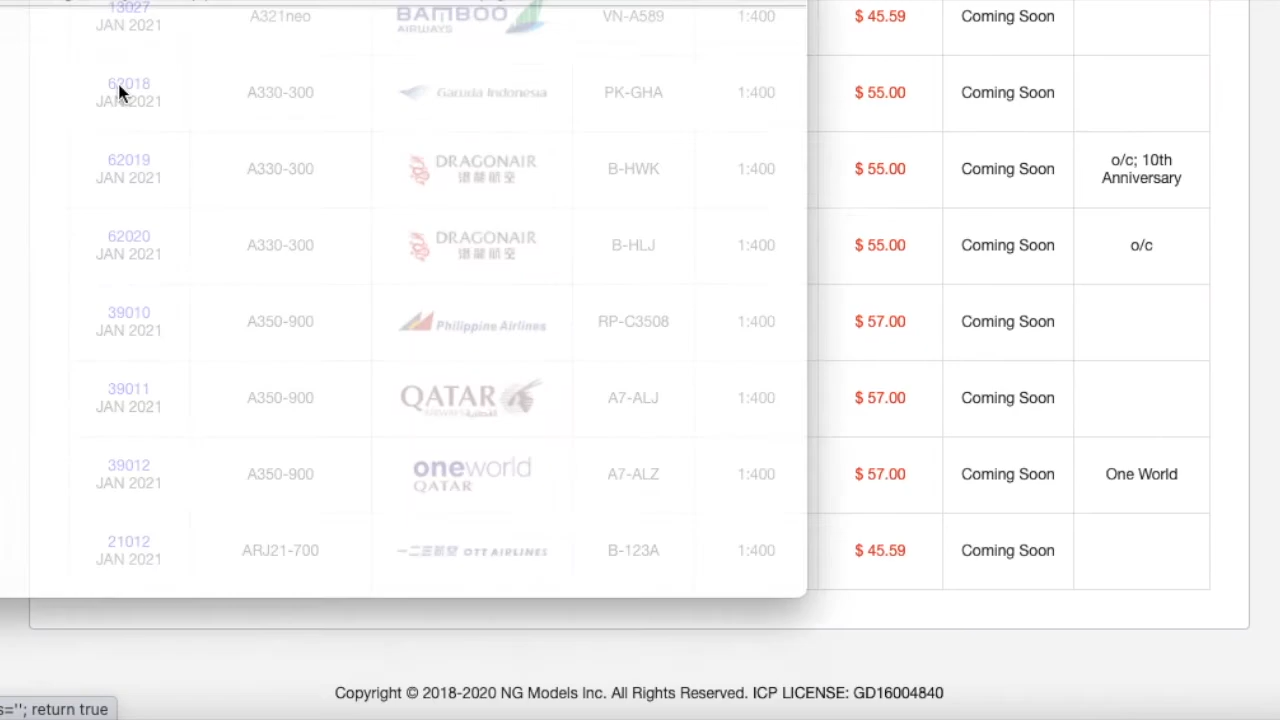 13027
JAN 2021
A321neo
BAMBOO
AIRWAYS
VN-A589
1:400
$ 45.59
Coming Soon
62018
JAN 2021
A330-300
Garuda Indonesia
PK-GHA
1:400
$ 55.00
Coming Soon
62019
JAN 2021
A330-300
DRAGONAIR
港龍航空
B-HWK
1:400
$ 55.00
Coming Soon
o/c; 10th
Anniversary
62020
JAN 2021
A330-300
DRAGONAIR
港龍航空
B-HLJ
1:400
$ 55.00
Coming Soon
o/c
39010
JAN 2021
A350-900
Philippine Airlines
RP-C3508
1:400
$ 57.00
Coming Soon
39011
JAN 2021
A350-900
QATAR
AIRWAYS القطرية
A7-ALJ
1:400
$ 57.00
Coming Soon
39012
JAN 2021
A350-900
oneworld
QATAR
A7-ALZ
1:400
$ 57.00
Coming Soon
One World
21012
JAN 2021
ARJ21-700
一二三航空 OTT AIRLINES
B-123A
1:400
$ 45.59
Coming Soon
Copyright © 2018-2020 NG Models Inc. All Rights Reserved. ICP LICENSE: GD16004840
s=''; return true